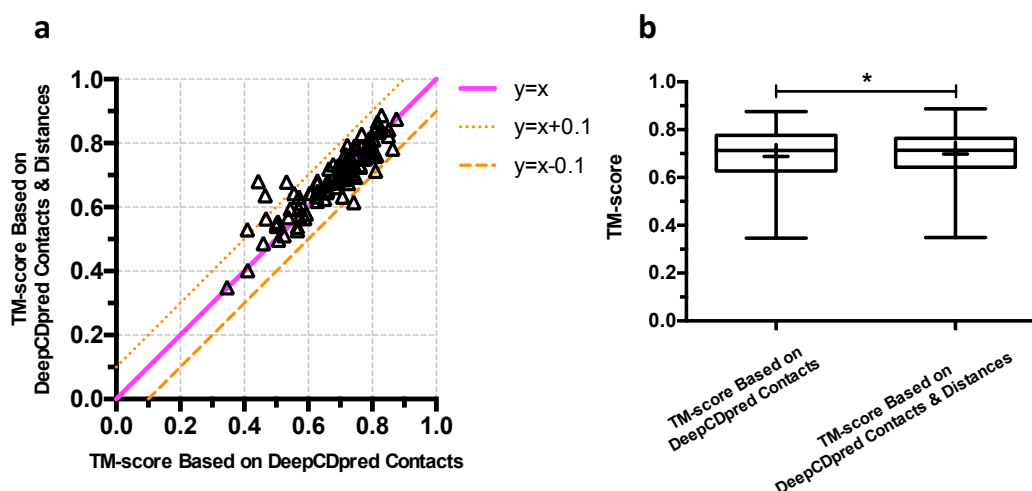 a
TM-score Based on
DeepCDpred Contacts & Distances
1.0
0.8
0.6
0.4
0.2
0.0
0.0 0.2 0.4 0.6 0.8 1.0
TM-score Based on DeepCDpred Contacts
y=x
y=x+0.1
y=x-0.1
b
TM-score
1.0
0.8
0.6
0.4
0.2
0.0
*
TM-score Based on
DeepCDpred Contacts
TM-score Based on
DeepCDpred Contacts & Distances